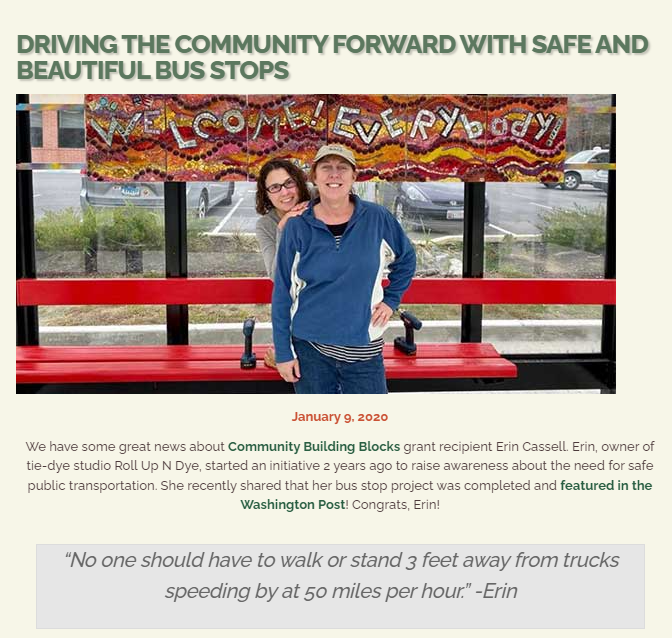 DRIVING THE COMMUNITY FORWARD WITH SAFE AND
BEAUTIFUL BUS STOPS
WELCOME! EVERYbody!
January 9, 2020
We have some great news about Community Building Blocks grant recipient Erin Cassell. Erin, owner of
tie-dye studio Roll Up N Dye, started an initiative 2 years ago to raise awareness about the need for safe
public transportation. She recently shared that her bus stop project was completed and featured in the
Washington Post! Congrats, Erin!
“No one should have to walk or stand 3 feet away from trucks
speeding by at 50 miles per hour.” -Erin